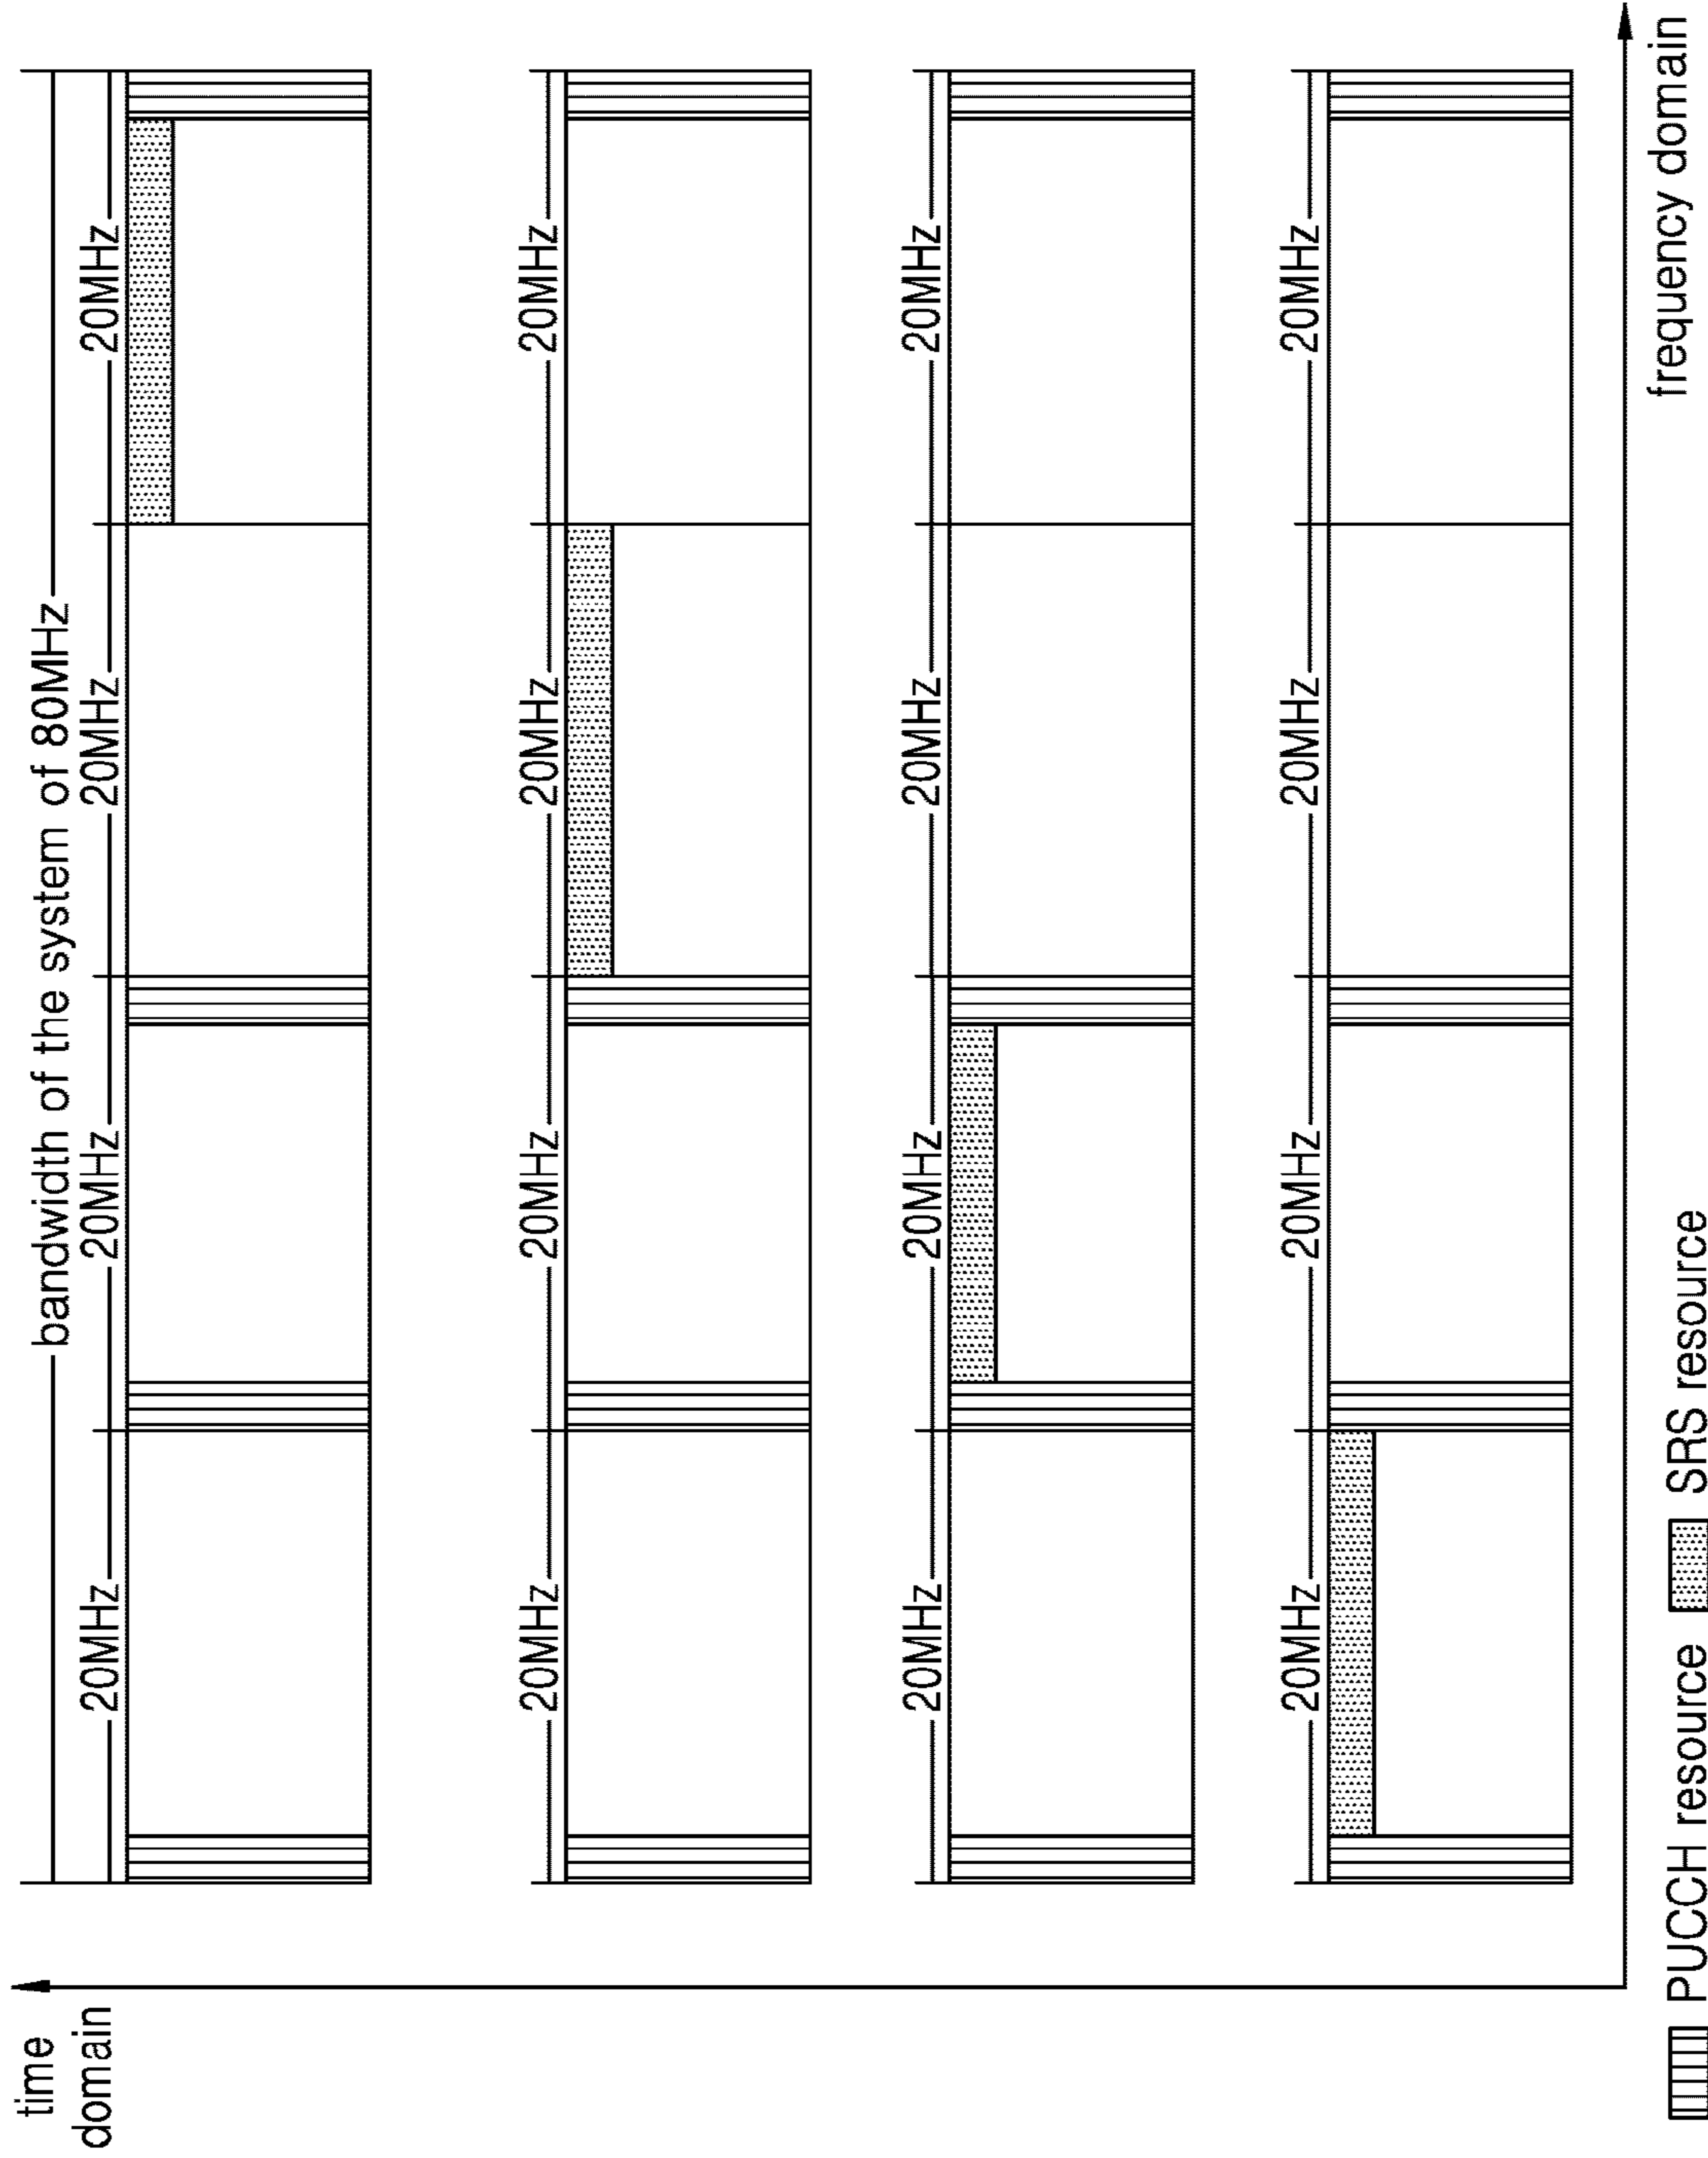 time
domain
bandwidth of the system of 80MHz
20MHz 20MHz 20MHz 20MHz
20MHz 20MHz 20MHz 20MHz
20MHz 20MHz 20MHz 20MHz
20MHz 20MHz 20MHz 20MHz
frequency domain
PUCCH resource SRS resource